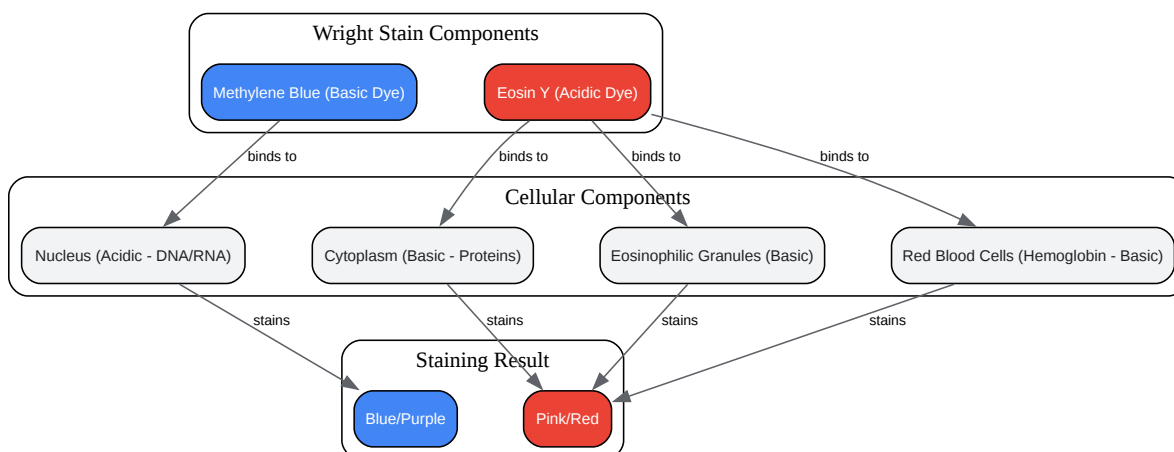 Wright Stain Components
Methylene Blue (Basic Dye)
Eosin Y (Acidic Dye)
binds to
binds to
binds to
binds to
Cellular Components
Nucleus (Acidic - DNA/RNA)
Cytoplasm (Basic - Proteins)
Eosinophilic Granules (Basic)
Red Blood Cells (Hemoglobin - Basic)
stains
stains
stains
stains
Staining Result
Blue/Purple
Pink/Red